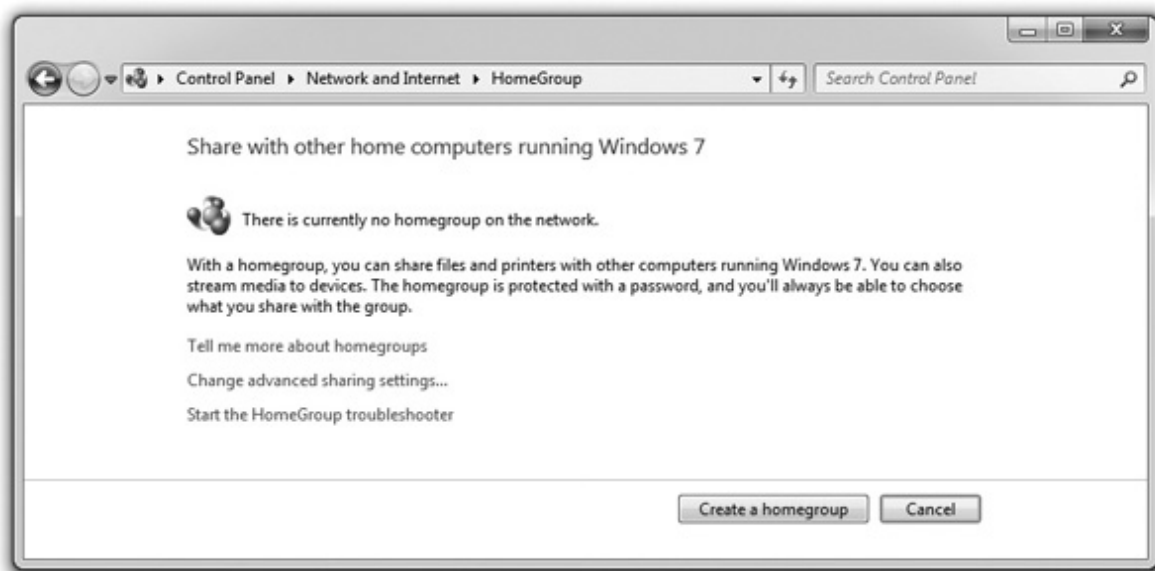 Control Panel Network and Internet HomeGroup Search Control Panel
Share with other home computers running Windows 7
There is currently no homegroup on the network.
With a homegroup, you can share files and printers with other computers running Windows 7. You can also
stream media to devices. The homegroup is protected with a password, and you'll always be able to choose
what you share with the group.
Tell me more about homegroups
Change advanced sharing settings...
Start the HomeGroup troubleshooter
Create a homegroup Cancel